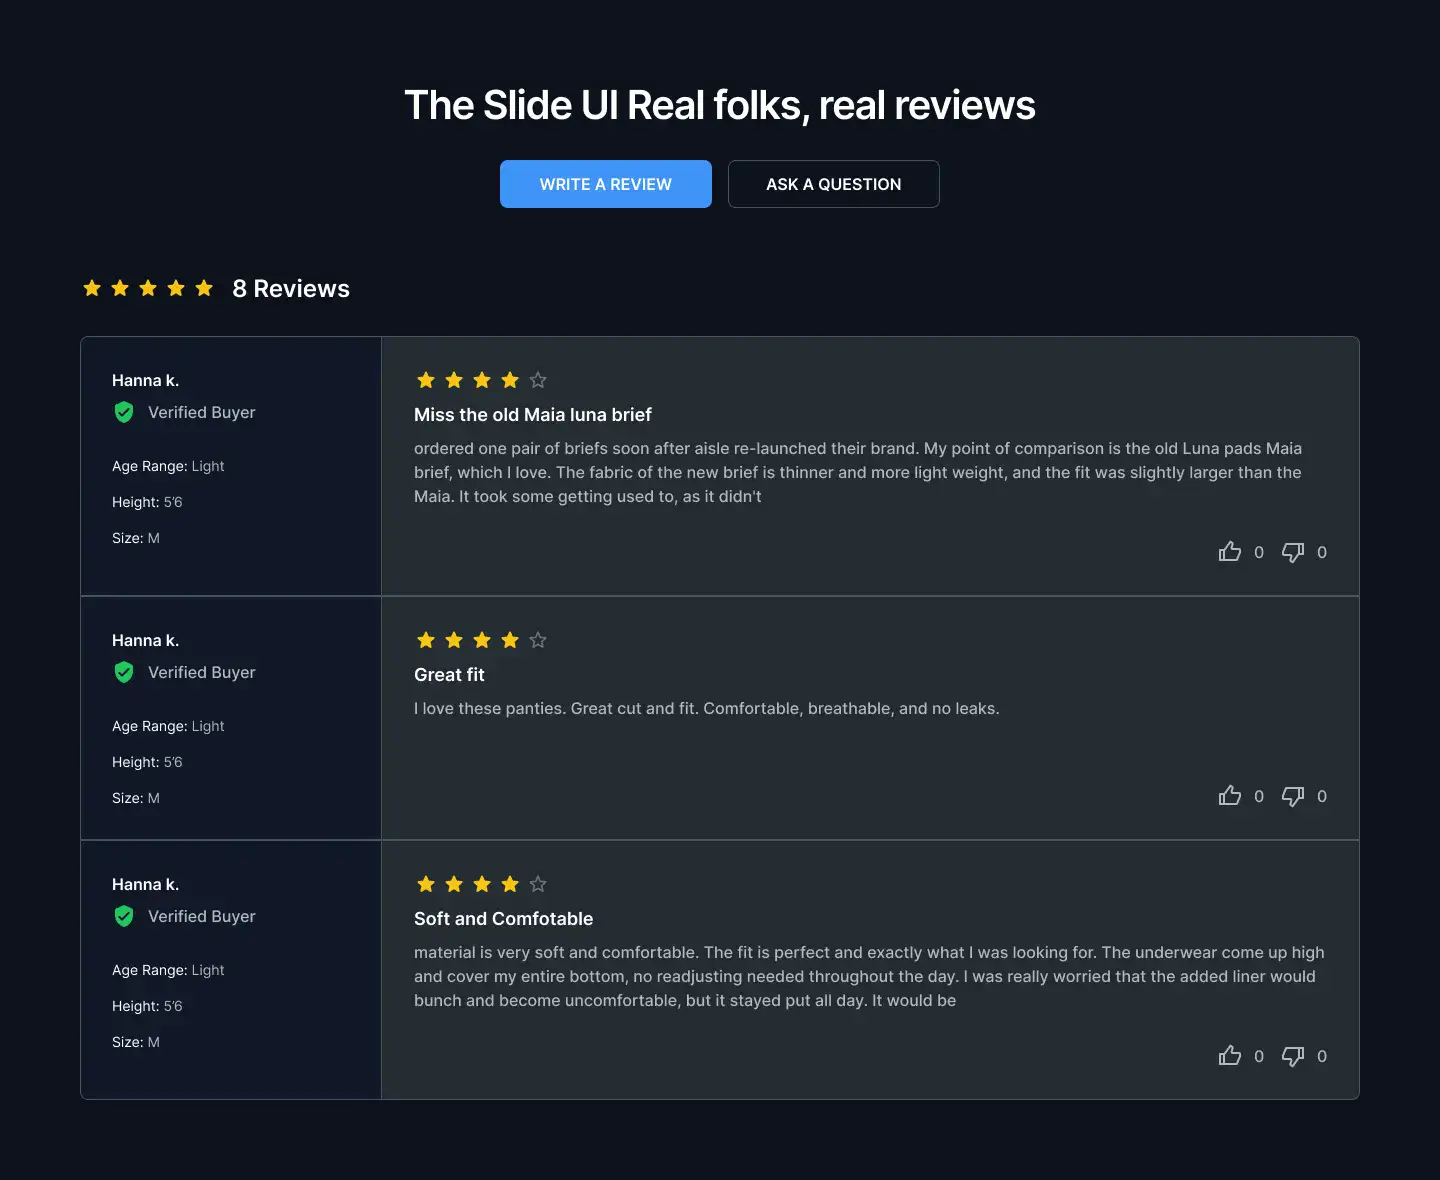 The Slide UI Real folks, real reviews
WRITE A REVIEW
ASK A QUESTION
8 Reviews
Hanna k.
Verified Buyer
Age Range: Light
Height: 5'6
Size: M
Miss the old Maia luna brief
ordered one pair of briefs soon after aisle re-launched their brand. My point of comparison is the old Luna pads Maia
brief, which I love. The fabric of the new brief is thinner and more light weight, and the fit was slightly larger than the
Maia. It took some getting used to, as it didn't
0
0
Hanna k.
Verified Buyer
Age Range: Light
Height: 5'6
Size: M
Great fit
I love these panties. Great cut and fit. Comfortable, breathable, and no leaks.
0
0
Hanna k.
Verified Buyer
Age Range: Light
Height: 5'6
Size: M
Soft and Comfotable
material is very soft and comfortable. The fit is perfect and exactly what I was looking for. The underwear come up high
and cover my entire bottom, no readjusting needed throughout the day. I was really worried that the added liner would
bunch and become uncomfortable, but it stayed put all day. It would be
0
0